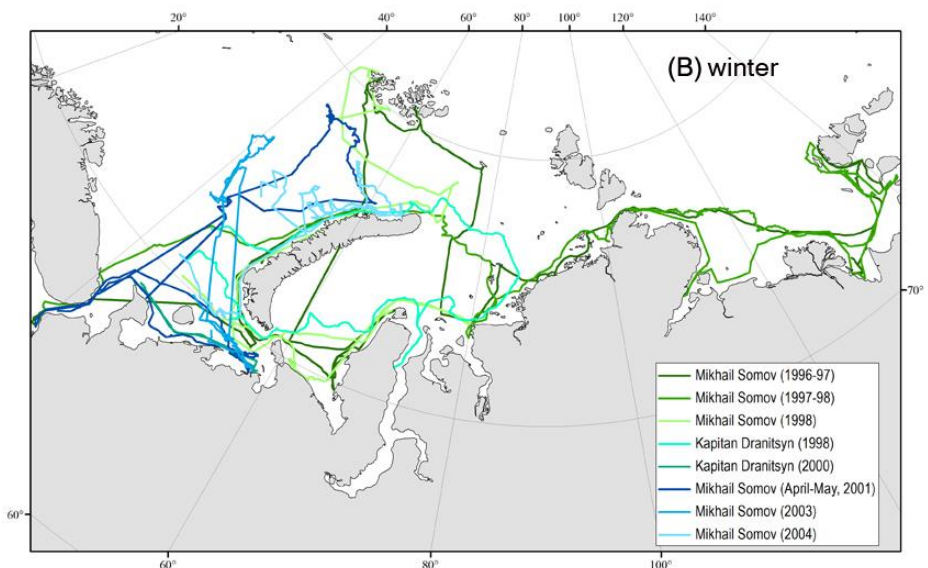 20° 40° 60° 80° 100° 120° 140°
(B) winter
70°
Mikhail Somov (1996-97)
Mikhail Somov (1997-98)
Mikhail Somov (1998)
Kapitan Dranitsyn (1998)
Kapitan Dranitsyn (2000)
Mikhail Somov (April-May, 2001)
Mikhail Somov (2003)
Mikhail Somov (2004)
60°
60° 80° 100°